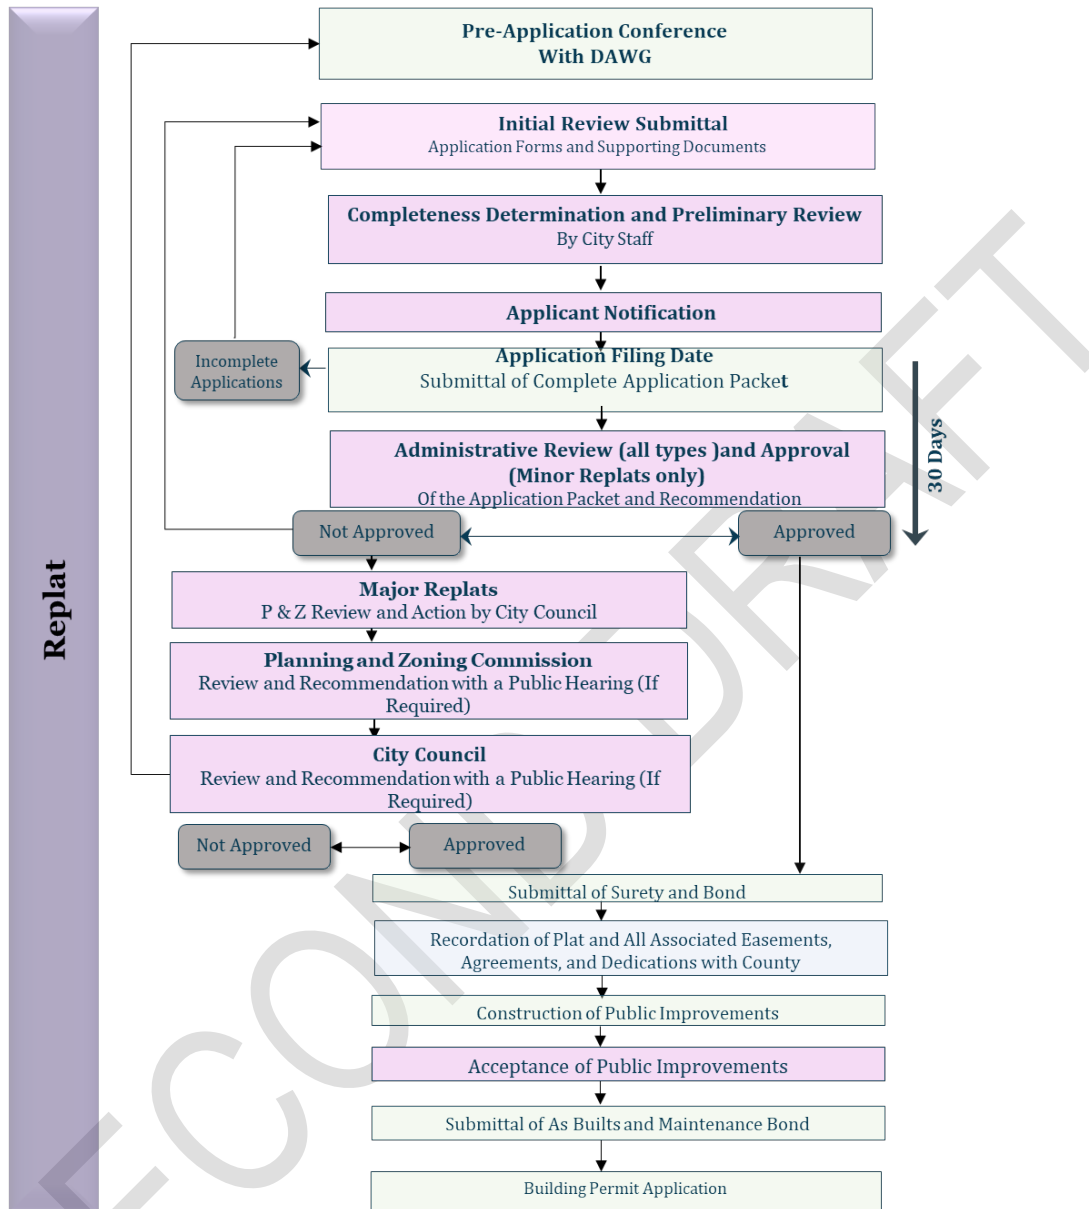 Pre-Application Conference
With DAWG
Initial Review Submittal
Application Forms and Supporting Documents
Completeness Determination and Preliminary Review
By City Staff
Applicant Notification
Incomplete
Applications
Application Filing Date
Submittal of Complete Application Packet
30 Days
Administrative Review (all types )and Approval
(Minor Replats only)
Of the Application Packet and Recommendation
Not Approved
Approved
Replat
Major Replats
P & Z Review and Action by City Council
Planning and Zoning Commission
Review and Recommendation with a Public Hearing (If
Required)
City Council
Review and Recommendation with a Public Hearing (If
Required)
Not Approved
Approved
Submittal of Surety and Bond
Recordation of Plat and All Associated Easements,
Agreements, and Dedications with County
Construction of Public Improvements
Acceptance of Public Improvements
Submittal of As Builts and Maintenance Bond
Building Permit Application
ECOND DRAFT